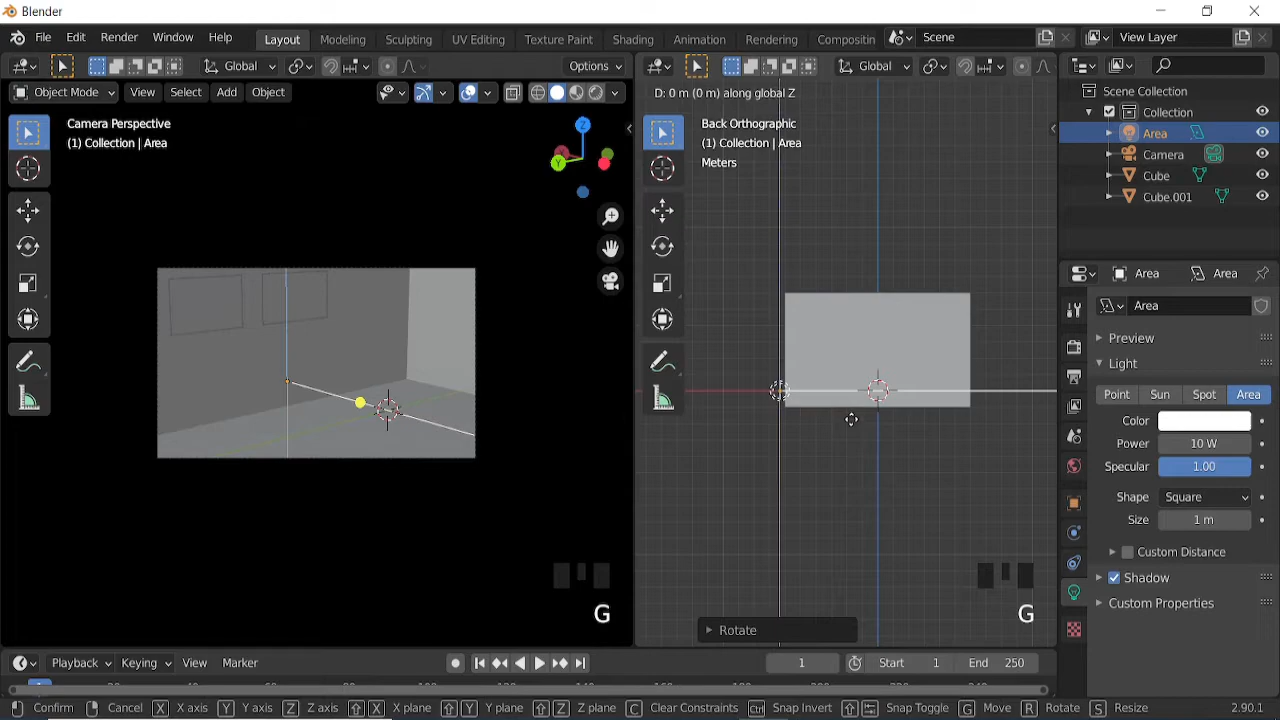 Blender
File Edit Render Window Help
Layout Modeling Sculpting UV Editing Texture Paint Shading Animation Rendering Compositin
Scene
View Layer
Global
Options
Global
Object Mode View Select Add Object
D: 0 m (0 m) along global Z
Camera Perspective
(1) Collection | Area
Z
Y
Back Orthographic
(1) Collection | Area
Meters
Scene Collection
Collection
Area
Camera
Cube
Cube.001
Area Area
Area
Preview
Light
Point Sun Spot Area
Color
Power 10 W
Specular 1.00
Shape Square
Size 1 m
Custom Distance
Shadow
Custom Properties
G
G
Rotate
Playback Keying View Marker
1
Start 1
End 250
Confirm Cancel X X axis Y Y axis Z Z axis X X plane Y Y plane Z Z plane C Clear Constraints Ctrl Snap Invert Snap Toggle G Move R Rotate S Resize 2.90.1